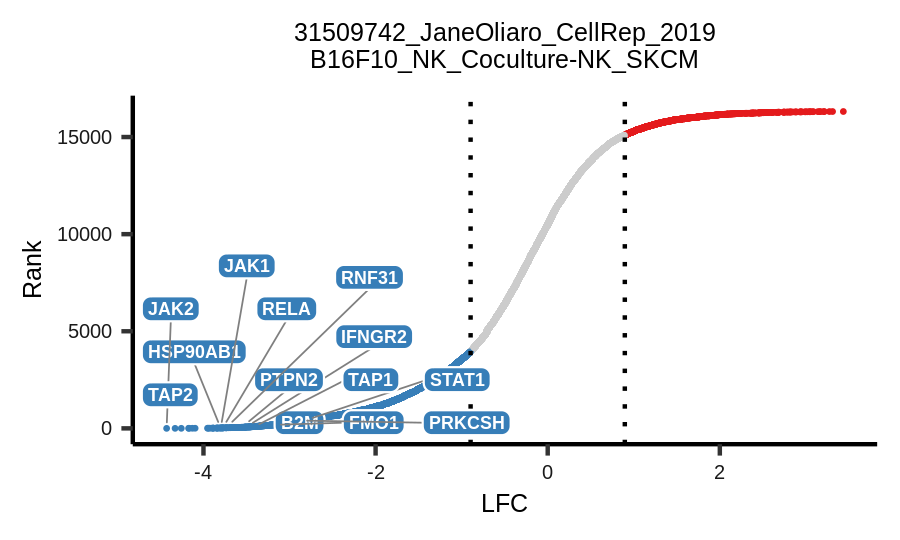 31509742_JaneOliaro_CellRep_2019
B16F10_NK_Coculture-NK_SKCM
Rank
15000
10000
5000
0
JAK1
RNF31
JAK2
RELA
IFNGR2
HSP90AB1
PTPN2
TAP1
STAT1
TAP2
B2M
FMO1
PRKCSH
-4
-2
0
2
LFC